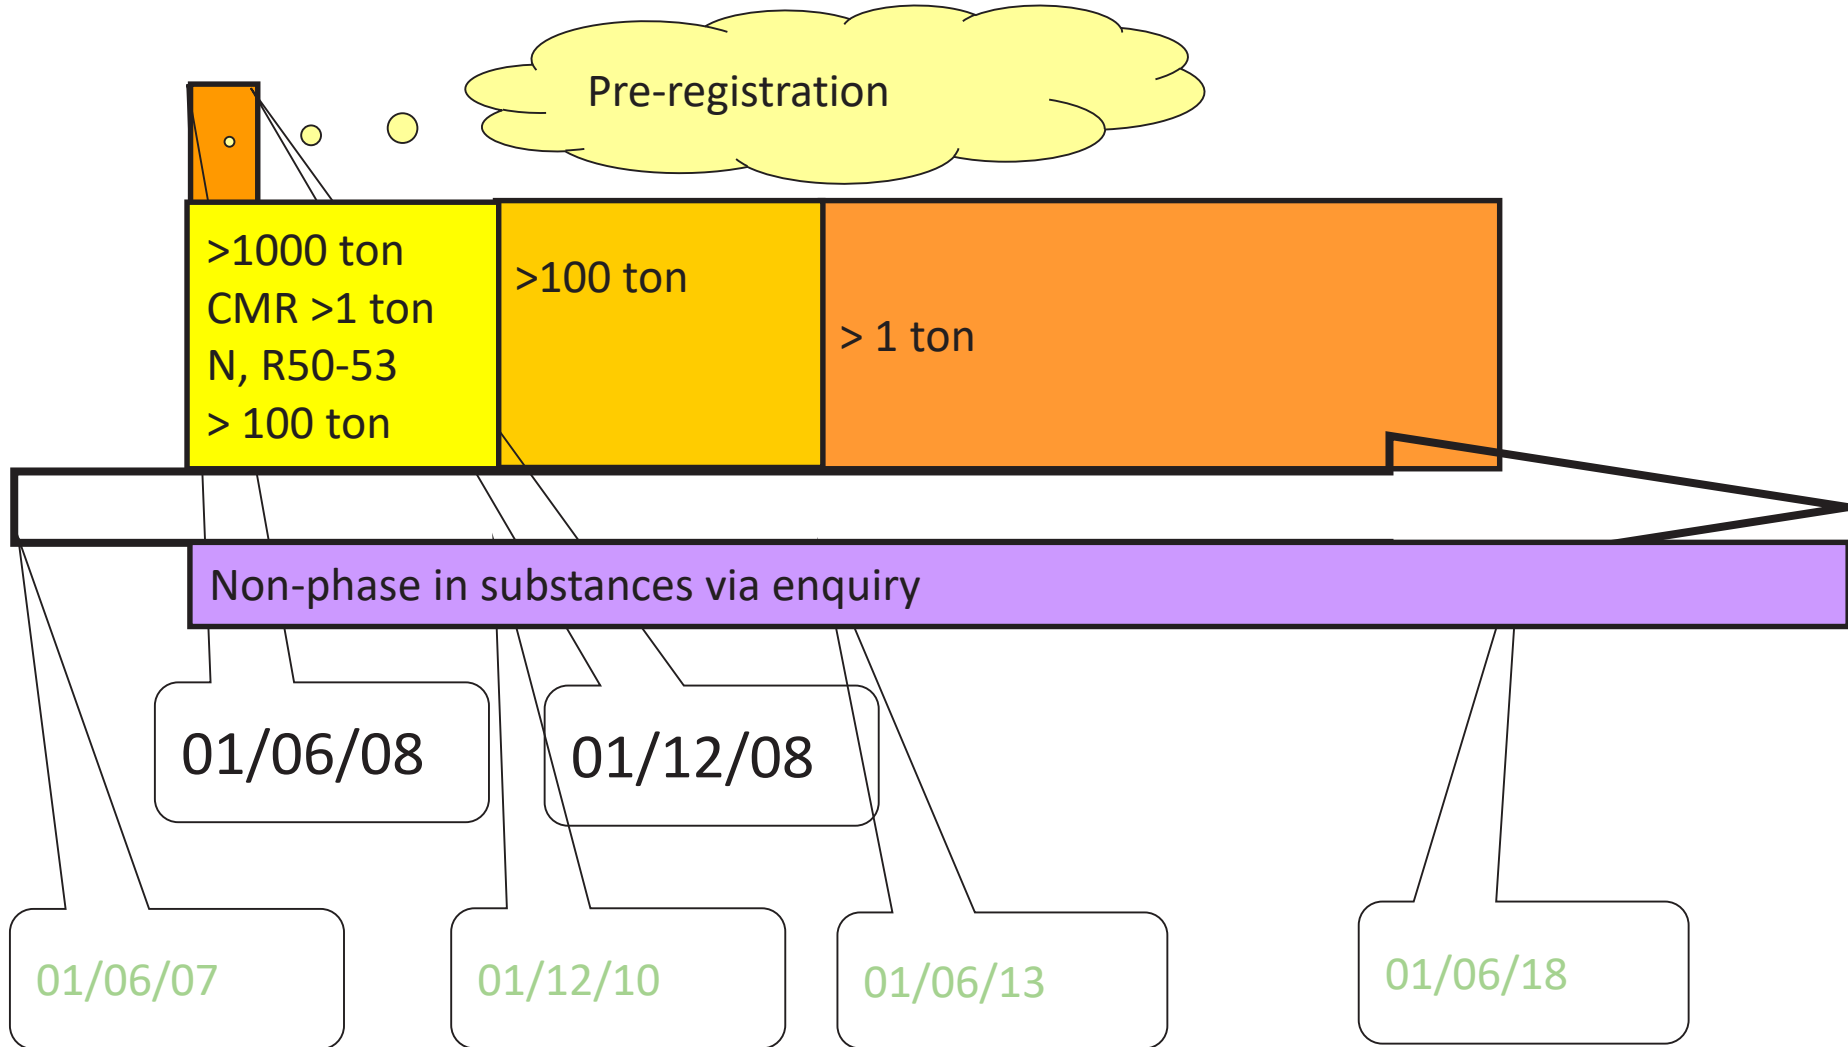 Pre-registration
>1000 ton
CMR >1 ton
N, R50-53
> 100 ton
>100 ton
> 1 ton
Non-phase in substances via enquiry
01/06/08
01/12/08
01/06/07
01/12/10
01/06/13
01/06/18